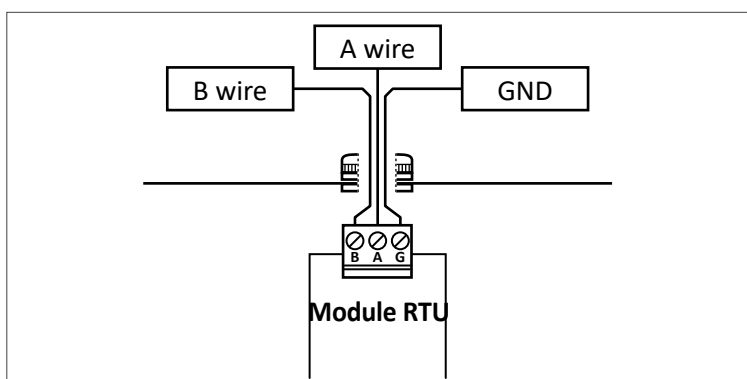 A wire
B wire
GND
B A G
Module RTU